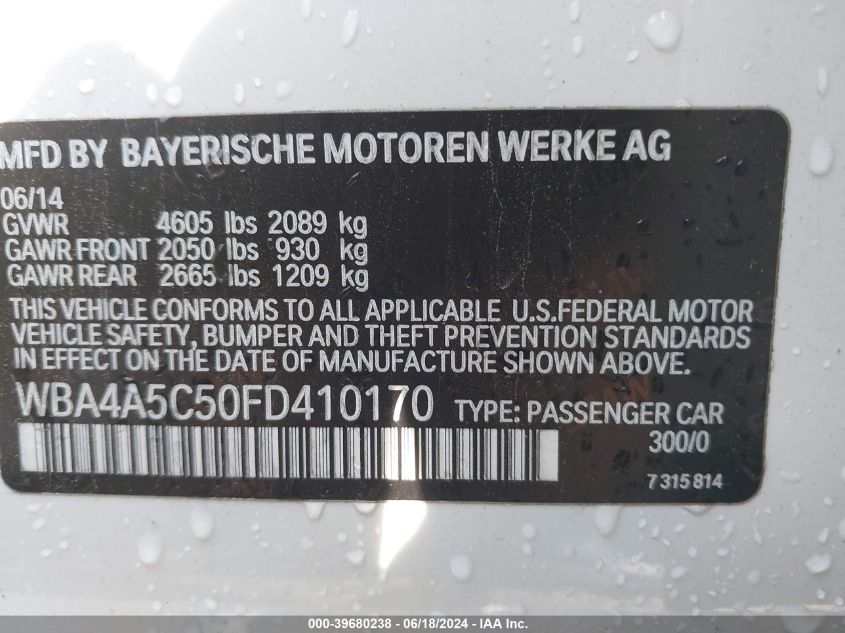 MFD BY BAYERISCHE MOTOREN WERKE AG
06/14
GVWR 4605 lbs 2089 kg
GAWR FRONT 2050 lbs 930 kg
GAWR REAR 2665 lbs 1209 kg
THIS VEHICLE CONFORMS TO ALL APPLICABLE U.S.FEDERAL MOTOR
VEHICLE SAFETY, BUMPER AND THEFT PREVENTION STANDARDS
IN EFFECT ON THE DATE OF MANUFACTURE SHOWN ABOVE.
WBA4A5C50FD410170 TYPE: PASSENGER CAR
300/0
7 315 814
000-39680238 - 06/18/2024 - IAA Inc.